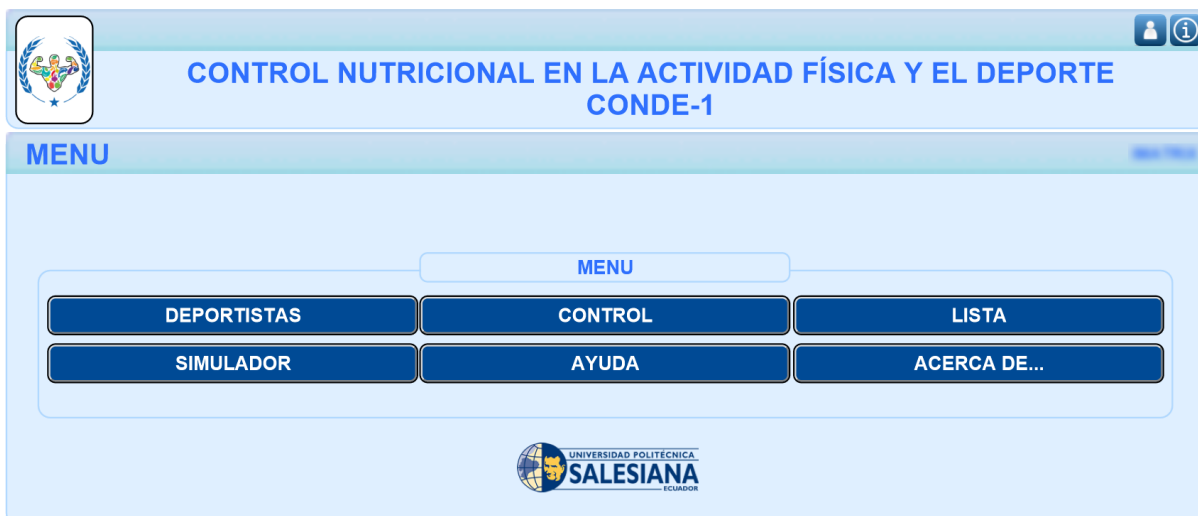 CONTROL NUTRICIONAL EN LA ACTIVIDAD FÍSICA Y EL DEPORTE
CONDE-1
MENU
MENU
DEPORTISTAS
CONTROL
LISTA
SIMULADOR
AYUDA
ACERCA DE...
UNIVERSIDAD POLITÉCNICA
SALESIANA
ECUADOR